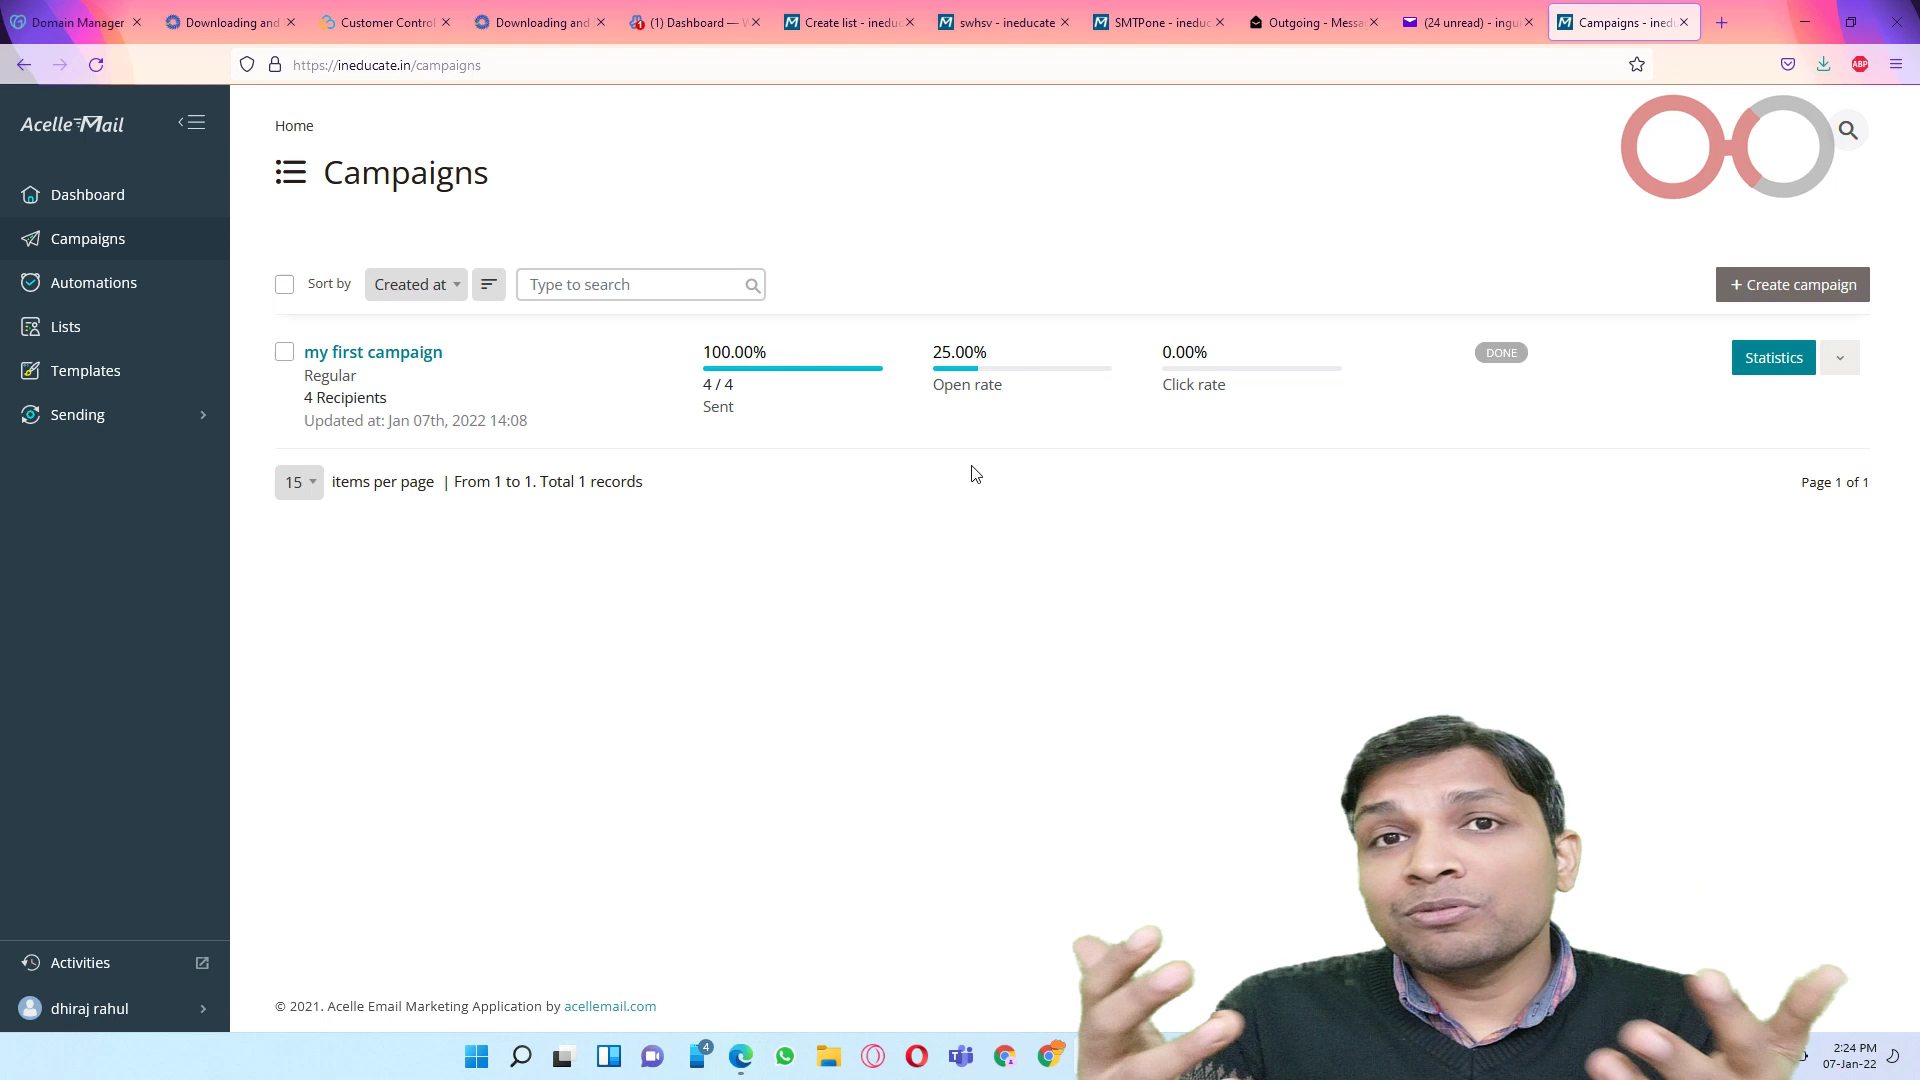 Domain Manager
Downloading and
Customer Control
Downloading and
(1) Dashboard — W
Create list - ineduc
swhsv - ineducate
SMTPone - ineduc
Outgoing - Messa
(24 unread) - ingu
Campaigns - inedu
https://ineducate.in/campaigns
ABP
Acelle Mail
Home
Campaigns
Dashboard
Campaigns
Automations
Lists
Templates
Sending
Sort by
Created at
Type to search
+ Create campaign
my first campaign
Regular
4 Recipients
Updated at: Jan 07th, 2022 14:08
100.00%
4 / 4
Sent
25.00%
Open rate
0.00%
Click rate
DONE
Statistics
15
items per page | From 1 to 1. Total 1 records
Page 1 of 1
Activities
dhiraj rahul
© 2021. Acelle Email Marketing Application by acellemail.com
4
2:24 PM
07-Jan-22